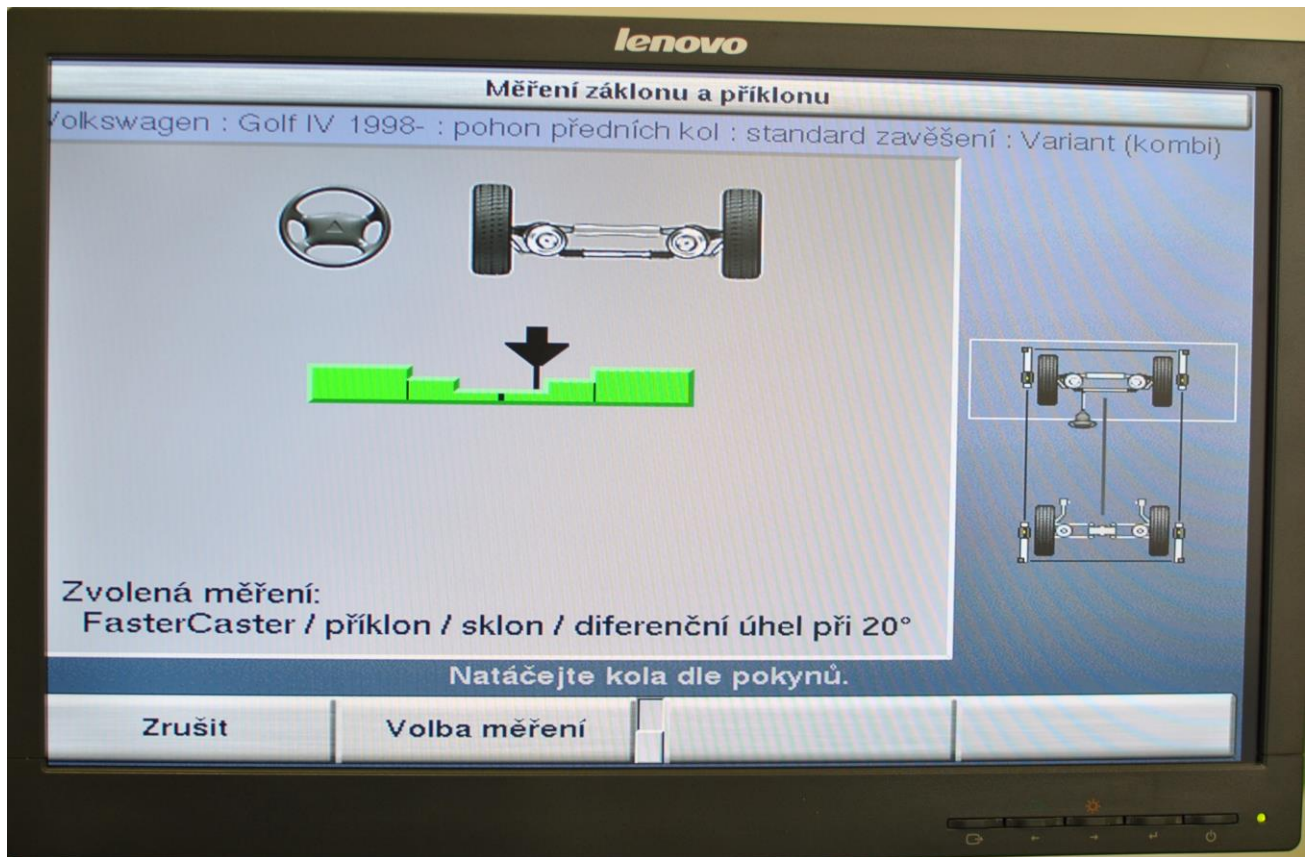 lenovo
Měření záklonu a příklonu
Volkswagen : Golf IV 1998- : pohon předních kol : standard zavěšení : Variant (kombi)
Zvolená měření:
FasterCaster / příklon / sklon / diferenční úhel při 20°
Natáčejte kola dle pokynů.
Zrušit
Volba měření